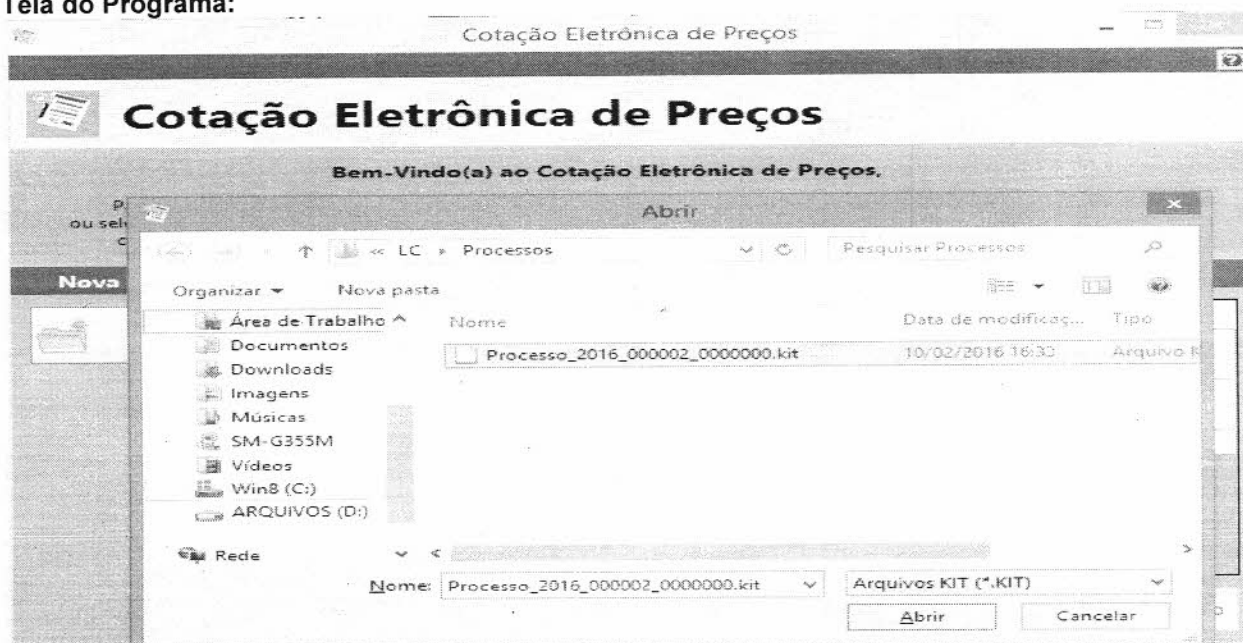 Tela do Programa:
Cotação Eletrônica de Preços
Cotação Eletrônica de Preços
Bem-Vindo(a) ao Cotação Eletrônica de Preços,
P
ou sele
c
Abrir
↑ « LC ▸ Processos
Pesquisar Processos
Nova
Organizar Nova pasta
Área de Trabalho
Documentos
Downloads
Imagens
Músicas
SM-G355M
Vídeos
Win8 (C:)
ARQUIVOS (D:)
Rede
Nome Data de modificaç... Tipo
Processo_2016_000002_0000000.kit 10/02/2016 16:33 Arquivo K
Nome: Processo_2016_000002_0000000.kit Arquivos KIT (*.KIT)
Abrir Cancelar